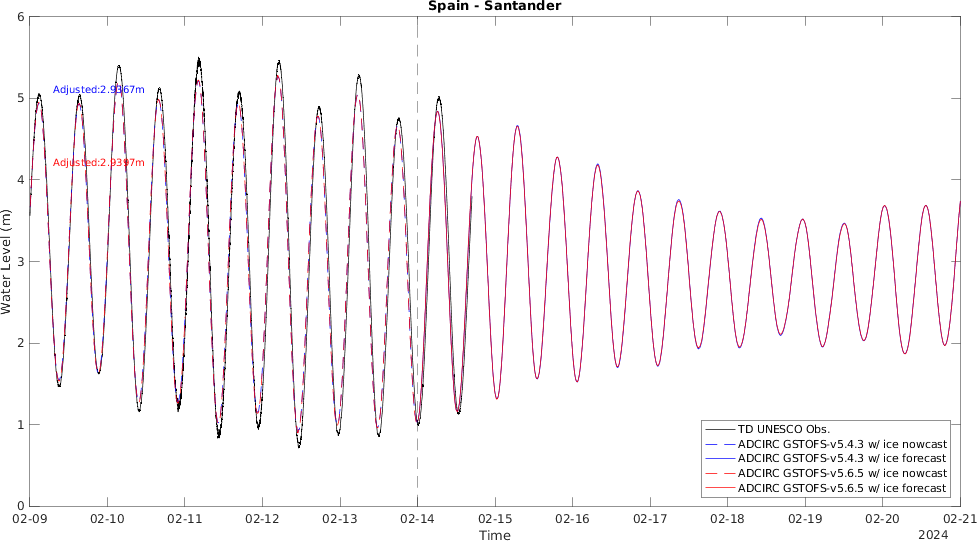 Spain - Santander
6
5
4
3
2
1
0
Water Level (m)
Adjusted:2.9367m
Adjusted:2.9397m
TD UNESCO Obs.
ADCIRC GSTOFS-v5.4.3 w/ ice nowcast
ADCIRC GSTOFS-v5.4.3 w/ ice forecast
ADCIRC GSTOFS-v5.6.5 w/ ice nowcast
ADCIRC GSTOFS-v5.6.5 w/ ice forecast
02-09 02-10 02-11 02-12 02-13 02-14 02-15 02-16 02-17 02-18 02-19 02-20 02-21
Time
2024